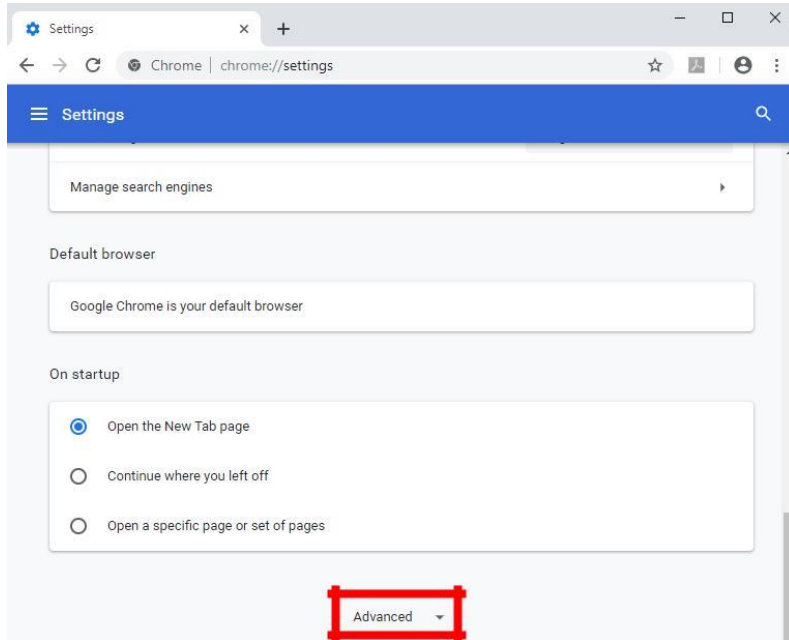 Settings
Chrome | chrome://settings
Settings
Manage search engines
Default browser
Google Chrome is your default browser
On startup
Open the New Tab page
Continue where you left off
Open a specific page or set of pages
Advanced